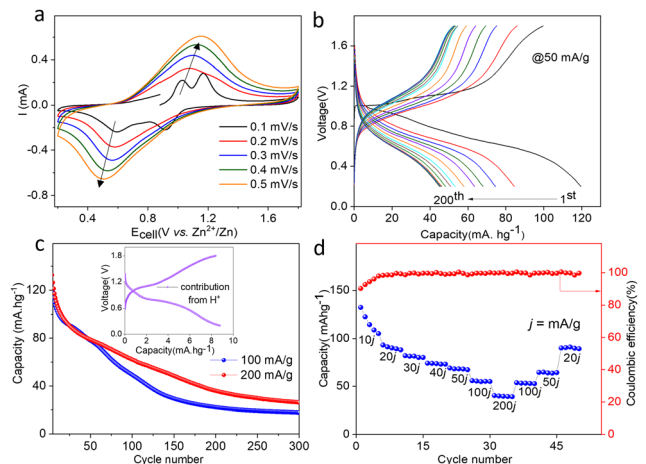 a
I (mA)
0.8
0.4
0.0
-0.4
-0.8
0.1 mV/s
0.2 mV/s
0.3 mV/s
0.4 mV/s
0.5 mV/s
0.4 0.8 1.2 1.6
Ecell(V vs. Zn2+/Zn)
b
Voltage(V)
1.6
1.2
0.8
0.4
0.0
@50 mA/g
200th 1st
0 20 40 60 80 100 120
Capacity(mA. hg-1)
c
Capacity (mA.hg-1)
120
80
40
0
Voltage( V)
1.8
1.2
0.6
0.0
contribution
from H+
0 2 4 6 8 10
Capacity(mA.hg-1)
100 mA/g
200 mA/g
50 100 150 200 250 300
Cycle number
d
Capacity( mAhg-1)
200
150
100
50
0
j = mA/g
10j
20j
30j
40j
50j
100j
200j
100j
50j
20j
100
80
60
40
20
0
Coulombic efficiency(%)
0 15 30 45
Cycle number